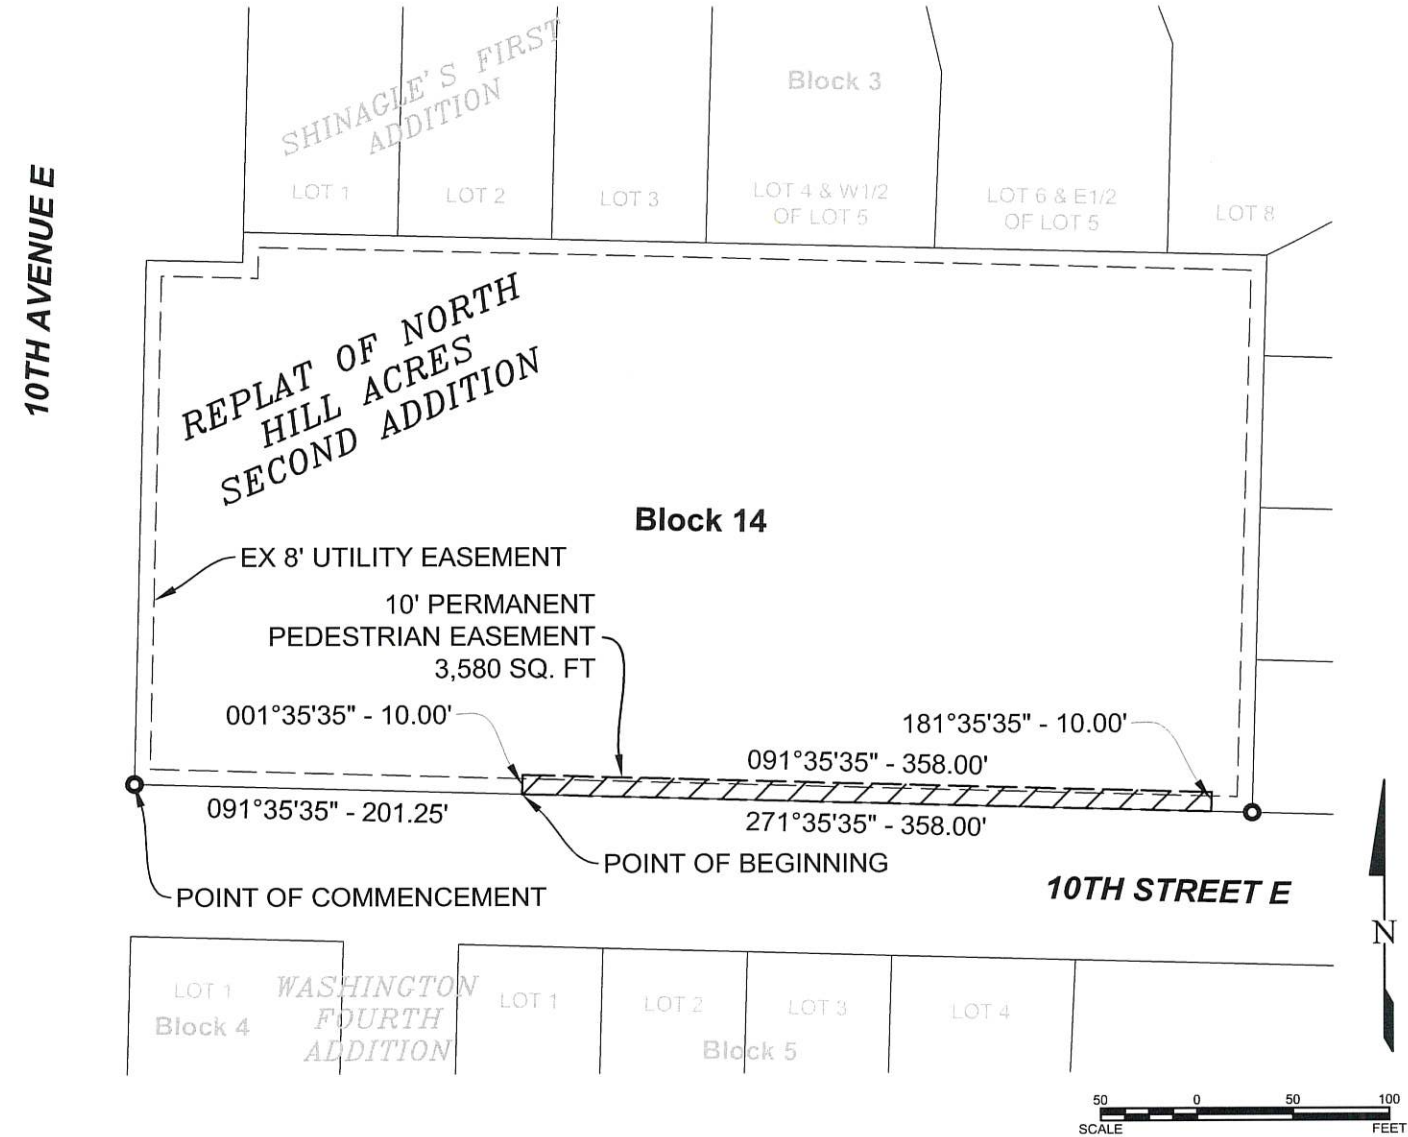 SHINAGLE'S FIRST
ADDITION
Block 3
LOT 1
LOT 2
LOT 3
LOT 4 & W1/2
OF LOT 5
LOT 6 & E1/2
OF LOT 5
LOT 8
10TH AVENUE E
REPLAT OF NORTH
HILL ACRES
SECOND ADDITION
Block 14
EX 8' UTILITY EASEMENT
10' PERMANENT
PEDESTRIAN EASEMENT
3,580 SQ. FT
001°35'35" - 10.00'
181°35'35" - 10.00'
091°35'35" - 358.00'
091°35'35" - 201.25'
271°35'35" - 358.00'
POINT OF BEGINNING
POINT OF COMMENCEMENT
10TH STREET E
N
LOT 1
Block 4
WASHINGTON
FOURTH
ADDITION
LOT 1
LOT 2
LOT 3
LOT 4
Block 5
50 0 50 100
SCALE FEET